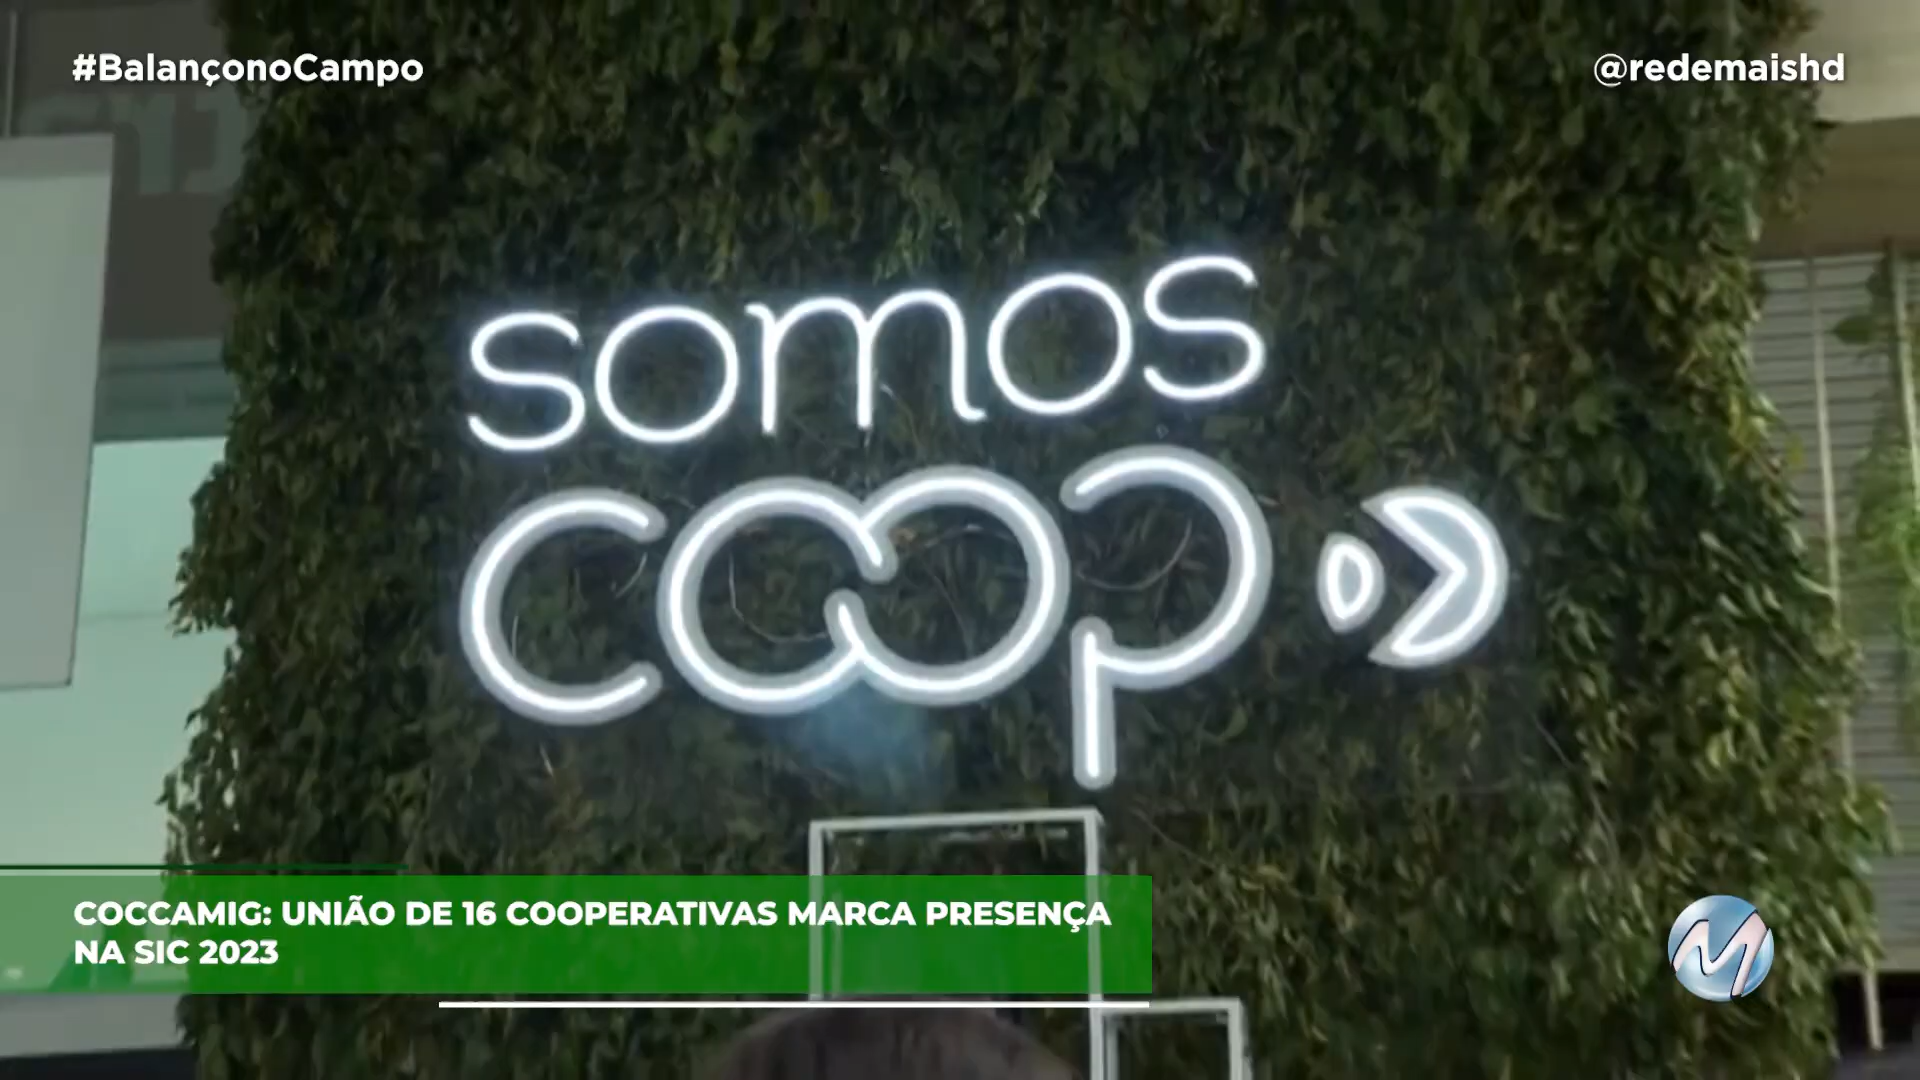 #BalançonoCampo
@redemaishd
somos
coop
COCCAMIG: UNIÃO DE 16 COOPERATIVAS MARCA PRESENÇA
NA SIC 2023
M